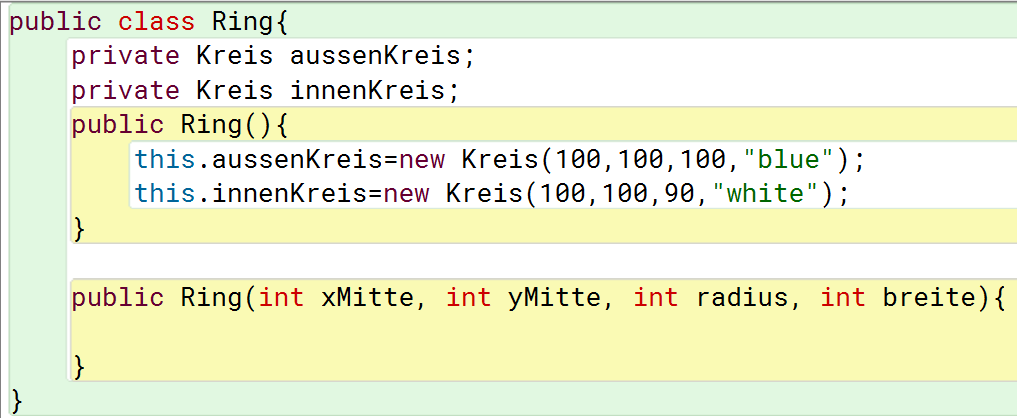 public class Ring{
private Kreis aussenKreis;
private Kreis innenKreis;
public Ring(){
this.aussenKreis=new Kreis(100,100,100,"blue");
this.innenKreis=new Kreis(100,100,90,"white");
}
public Ring(int xMitte, int yMitte, int radius, int breite){
}
}